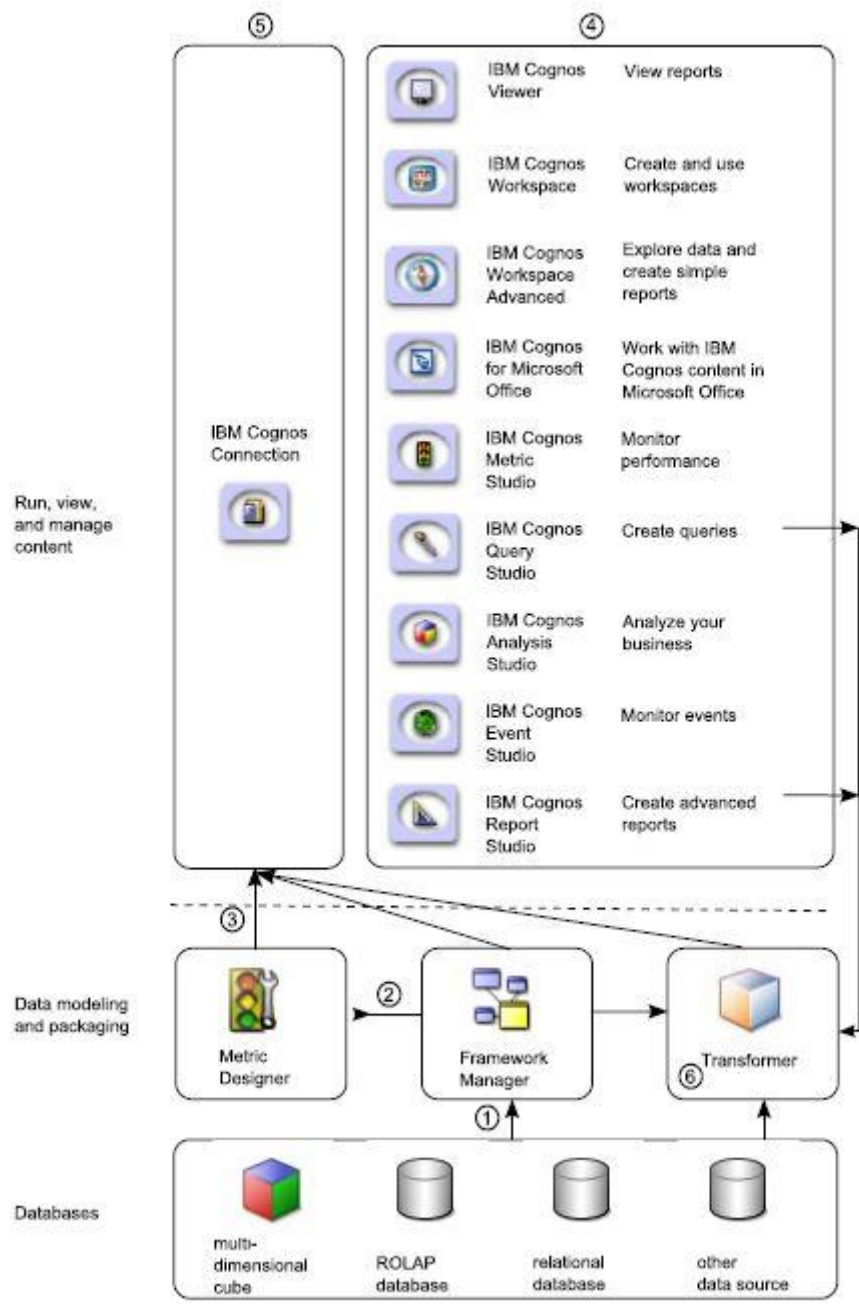 ⑤
④
IBM Cognos
Viewer
View reports
IBM Cognos
Workspace
Create and use
workspaces
IBM Cognos
Workspace
Advanced
Explore data and
create simple
reports
IBM Cognos
for Microsoft
Office
Work with IBM
Cognos content in
Microsoft Office
IBM Cognos
Connection
IBM Cognos
Metric
Studio
Monitor
performance
Run, view,
and manage
content
IBM Cognos
Query
Studio
Create queries
IBM Cognos
Analysis
Studio
Analyze your
business
IBM Cognos
Event
Studio
Monitor events
IBM Cognos
Report
Studio
Create advanced
reports
③
Data modeling
and packaging
Metric
Designer
②
Framework
Manager
⑥
Transformer
①
Databases
multi-
dimensional
cube
ROLAP
database
relational
database
other
data source